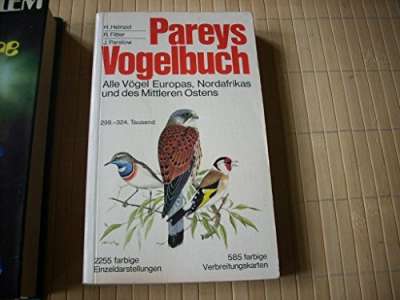 LEM
H. Heinzel
R. Fitter
J. Parslow
Pareys
Vogelbuch
Alle Vögel Europas, Nordafrikas
und des Mittleren Ostens
299.–324. Tausend
2255 farbige
Einzeldarstellungen
585 farbige
Verbreitungskarten